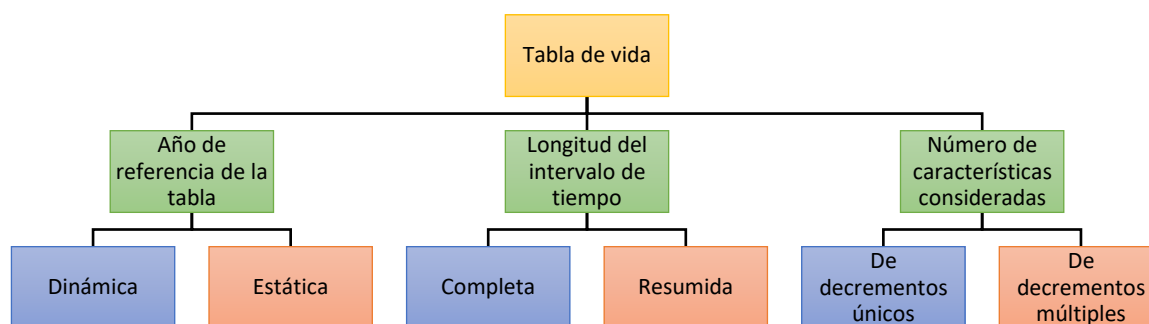 Tabla de vida
Año de
referencia de la
tabla
Longitud del
intervalo de
tiempo
Número de
características
consideradas
Dinámica
Estática
Completa
Resumida
De
decrementos
únicos
De
decrementos
múltiples